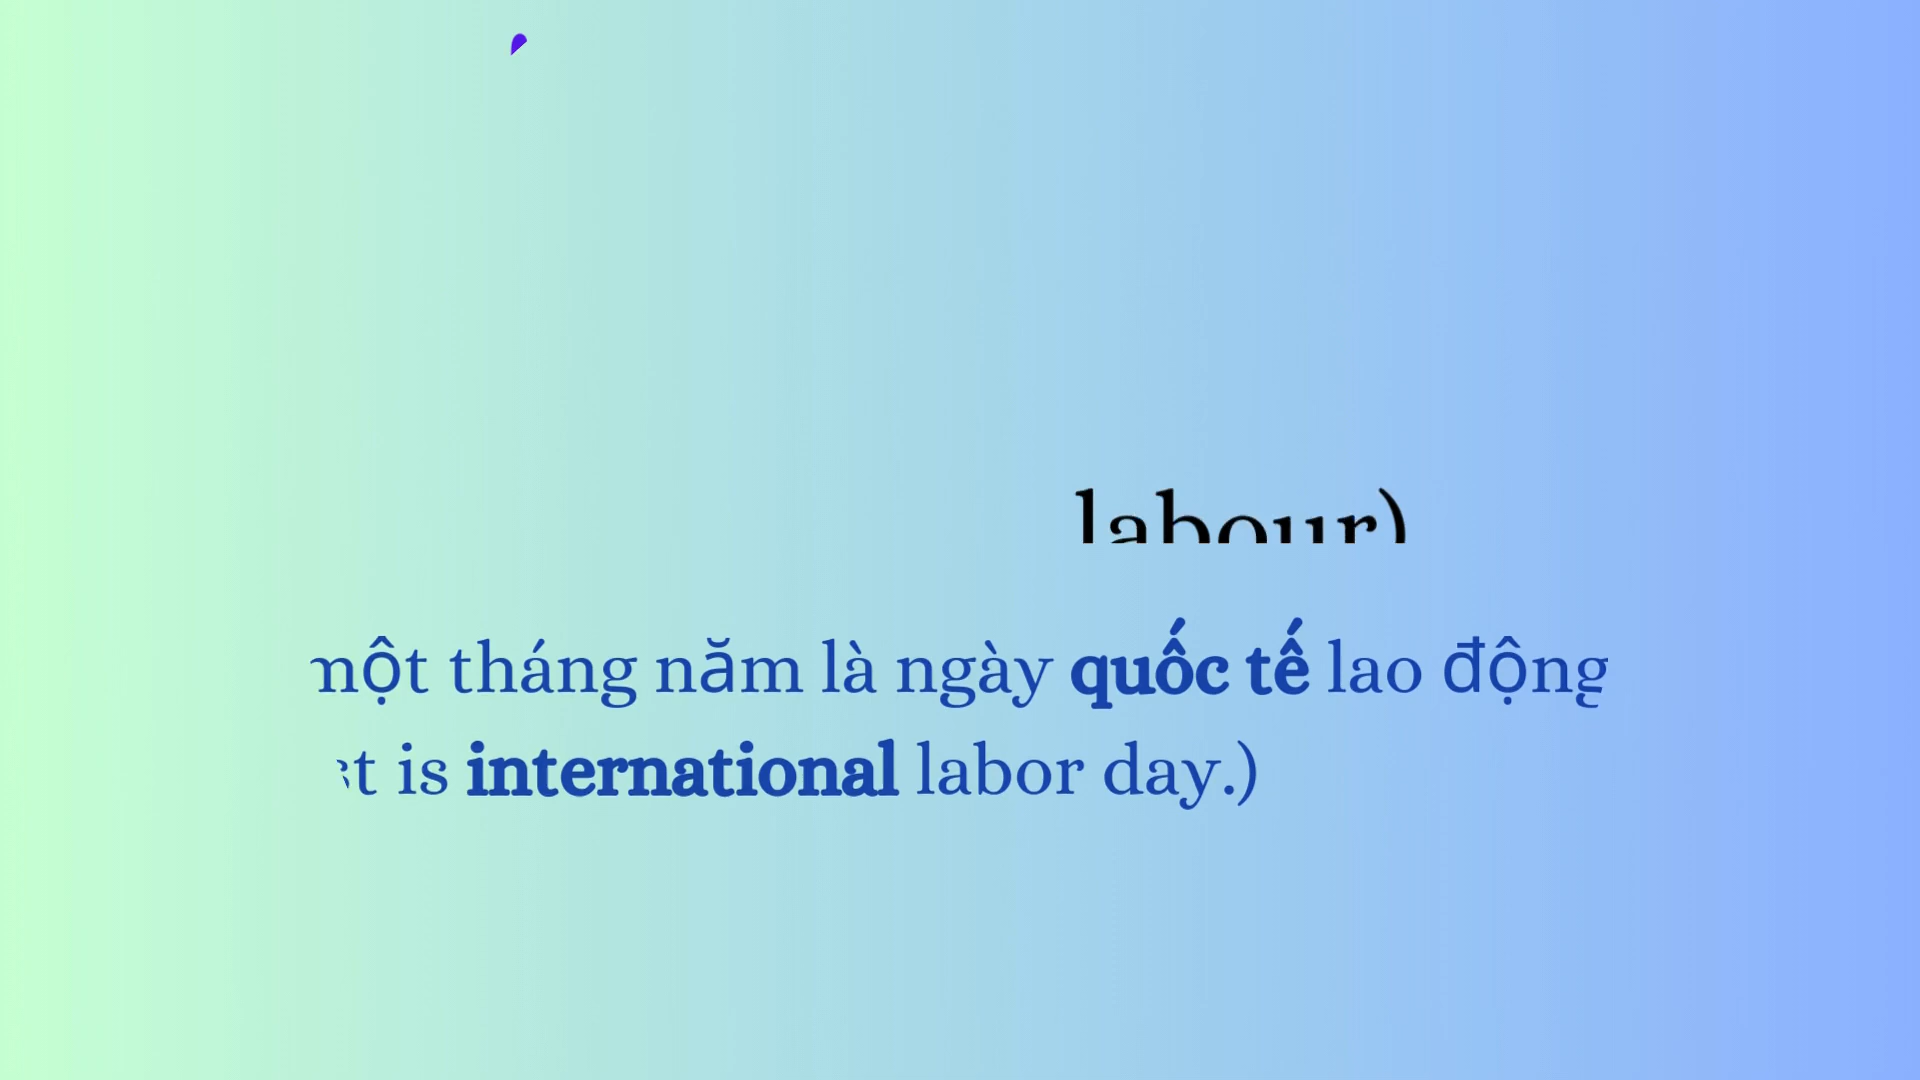 labour)
một tháng năm là ngày quốc tế lao động
is international labor day.)